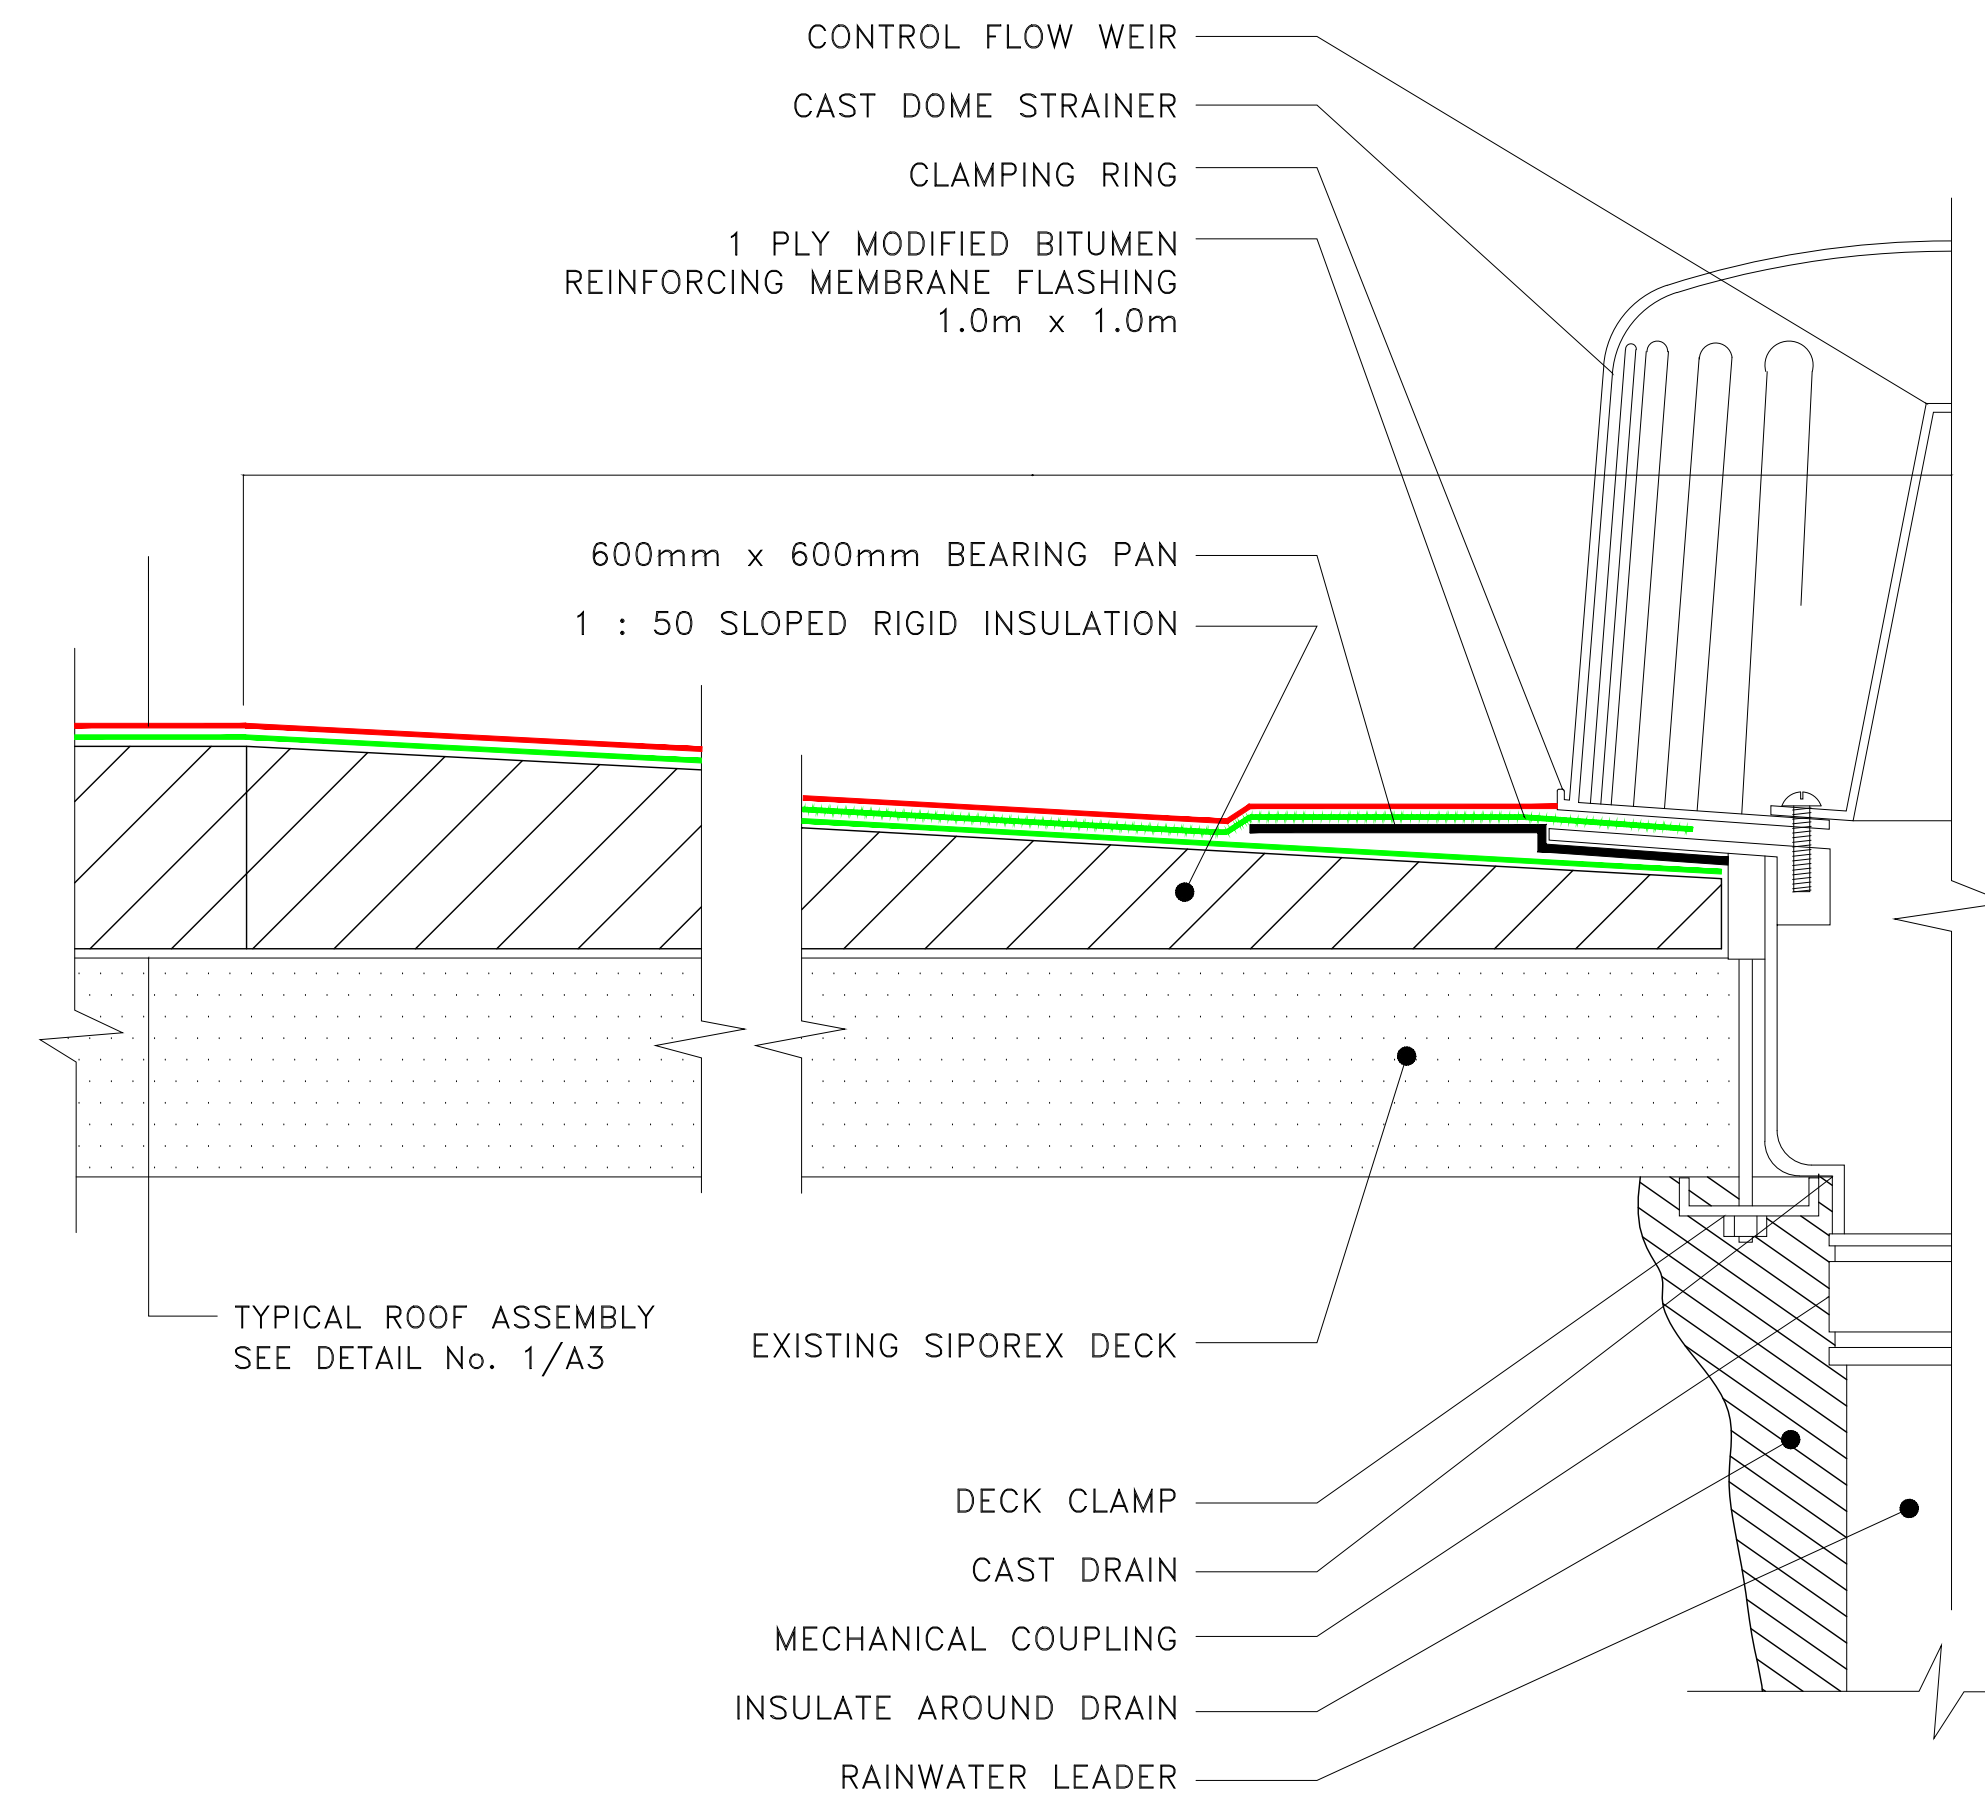 CONTROL FLOW WEIR
CAST DOME STRAINER
CLAMPING RING
1 PLY MODIFIED BITUMEN
REINFORCING MEMBRANE FLASHING
1.0m x 1.0m
600mm x 600mm BEARING PAN
1 : 50 SLOPED RIGID INSULATION
TYPICAL ROOF ASSEMBLY
SEE DETAIL No. 1/A3
EXISTING SIPOREX DECK
DECK CLAMP
CAST DRAIN
MECHANICAL COUPLING
INSULATE AROUND DRAIN
RAINWATER LEADER